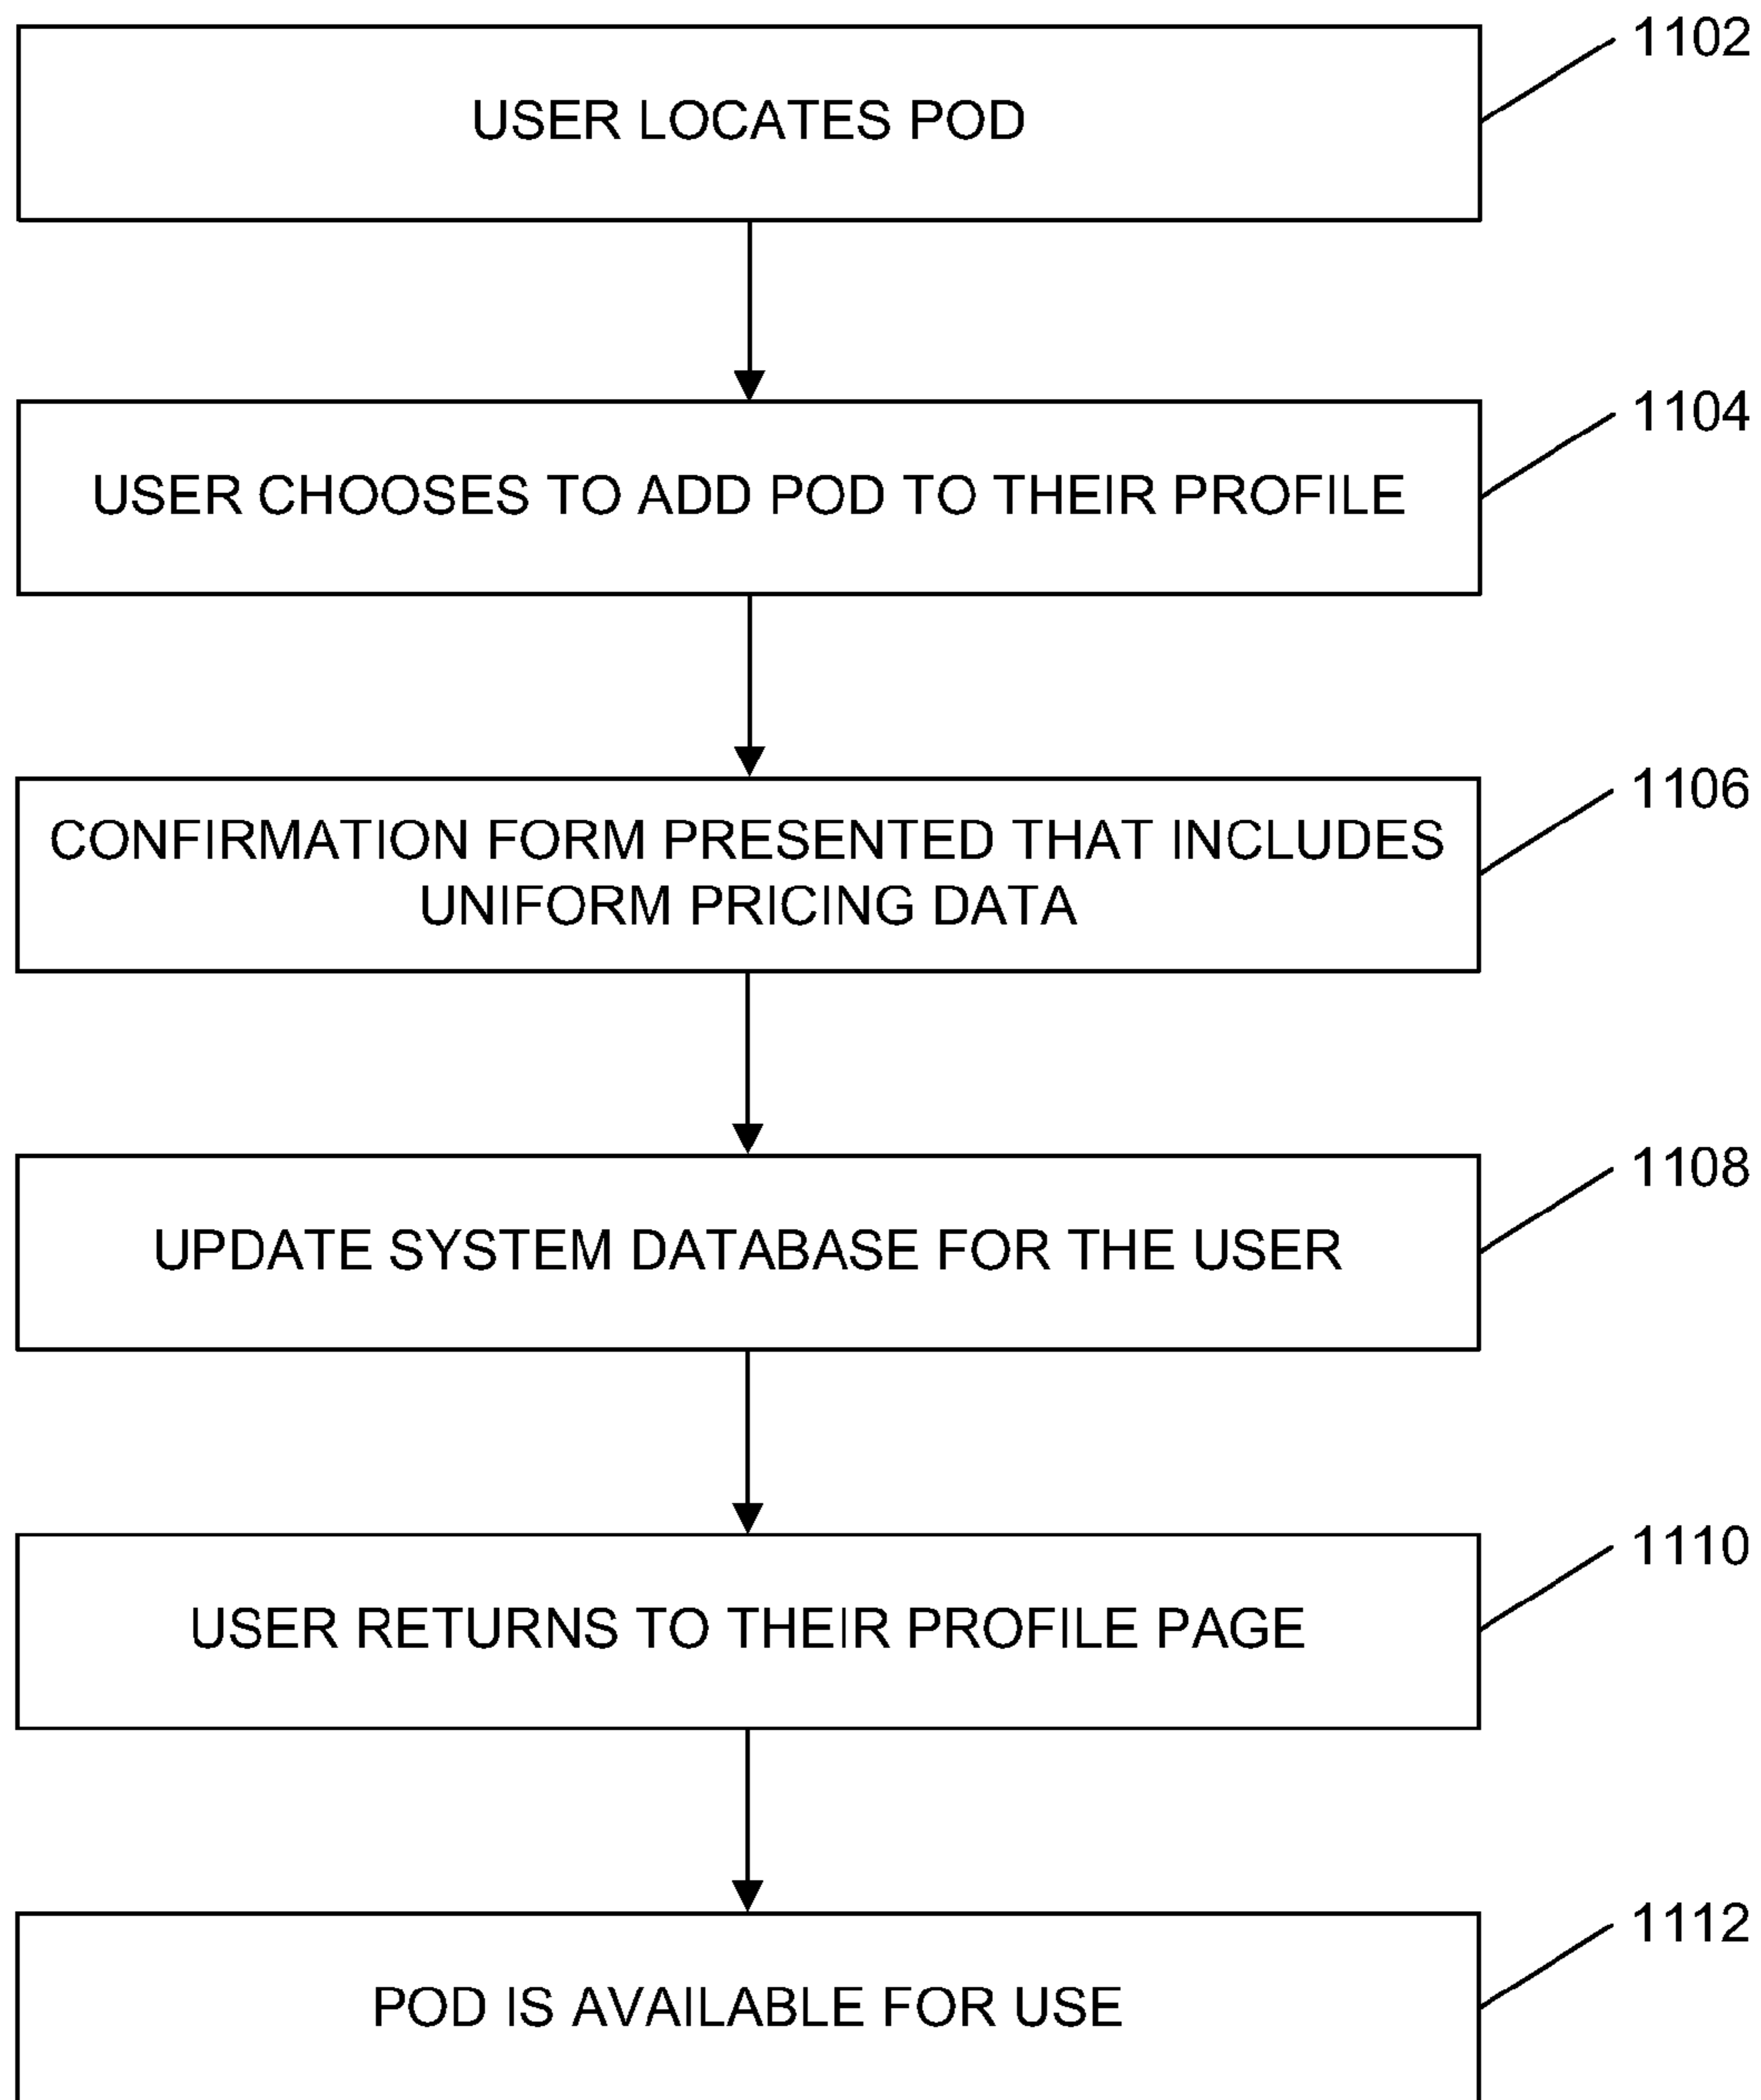 1102
USER LOCATES POD
1104
USER CHOOSES TO ADD POD TO THEIR PROFILE
1106
CONFIRMATION FORM PRESENTED THAT INCLUDES
UNIFORM PRICING DATA
1108
UPDATE SYSTEM DATABASE FOR THE USER
1110
USER RETURNS TO THEIR PROFILE PAGE
1112
POD IS AVAILABLE FOR USE